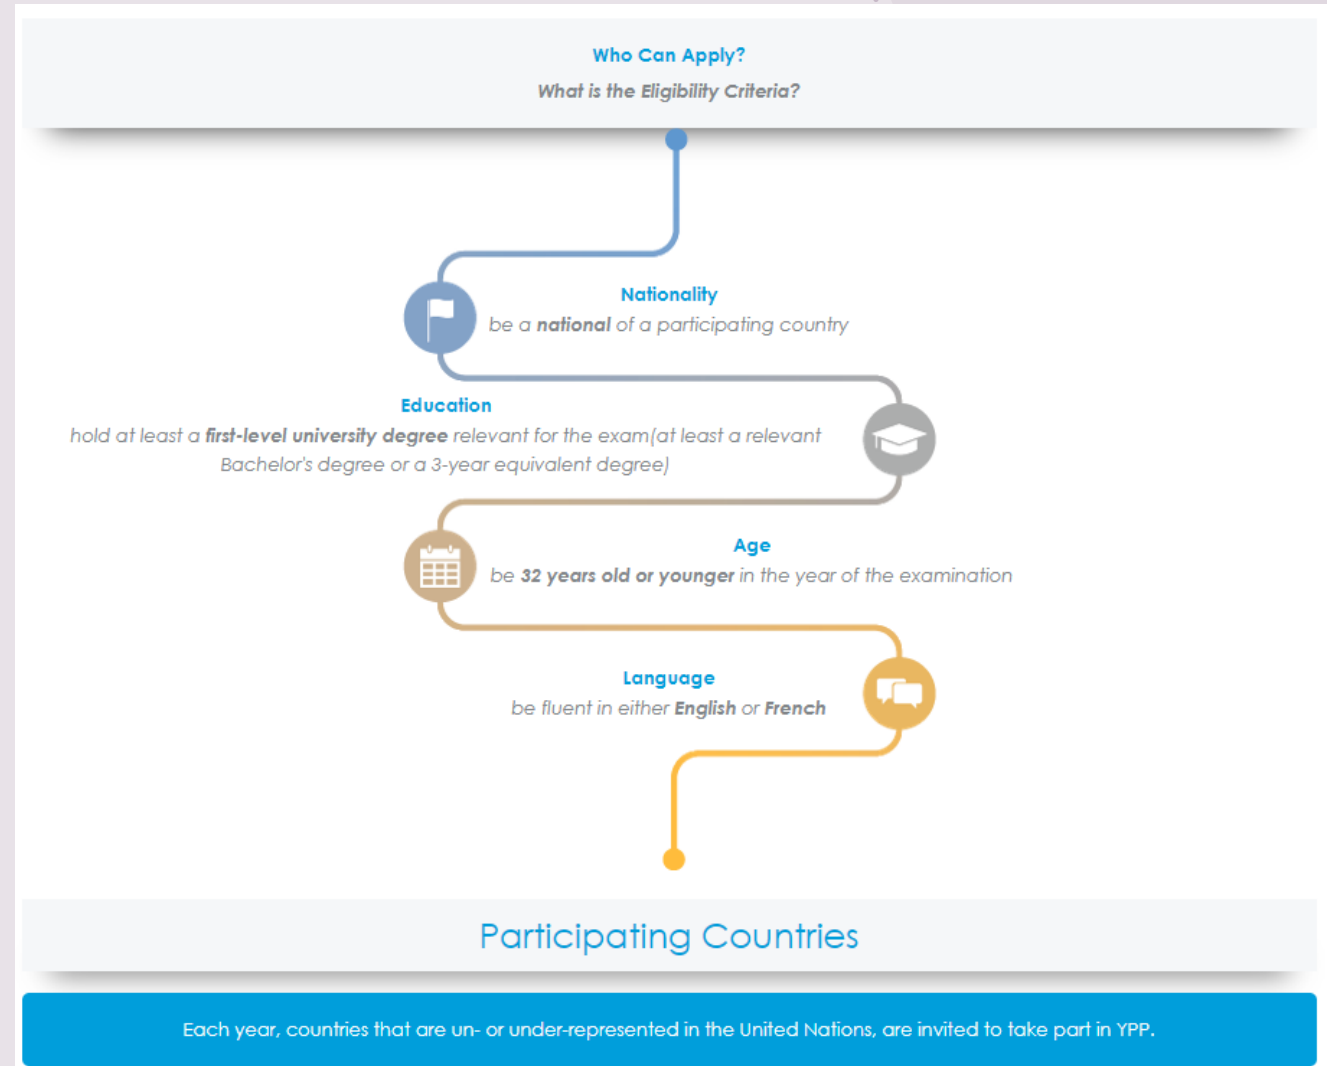 Who Can Apply?
What is the Eligibility Criteria?
Nationality
be a national of a participating country
Education
hold at least a first-level university degree relevant for the exam(at least a relevant
Bachelor's degree or a 3-year equivalent degree)
Age
be 32 years old or younger in the year of the examination
Language
be fluent in either English or French
Participating Countries
Each year, countries that are un- or under-represented in the United Nations, are invited to take part in YPP.